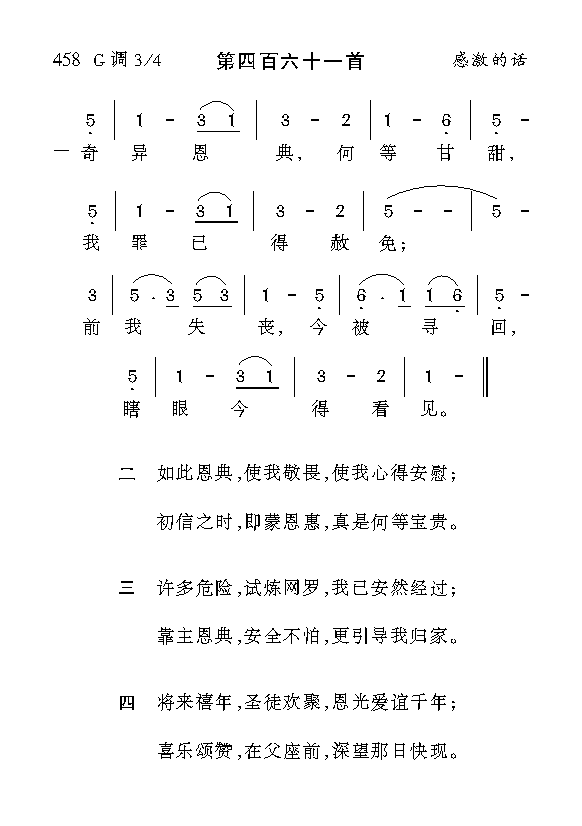 458 G 调 3/4 第四百六十一首 感激的话
5̣ | 1 - 3 1 | 3 - 2 | 1 - 6̣ | 5̣ -
一 奇 异 恩 典, 何 等 甘 甜,
5̣ | 1 - 3 1 | 3 - 2 | 5 - - | 5 -
我 罪 已 得 赦 免;
3 | 5 . 3 5 3 | 1 - 5̣ | 6̣ . 1 1 6̣ | 5̣ -
前 我 失 丧, 今 被 寻 回,
5̣ | 1 - 3 1 | 3 - 2 | 1 - ‖
瞎 眼 今 得 看 见。
二 如此恩典,使我敬畏,使我心得安慰;
初信之时,即蒙恩惠,真是何等宝贵。
三 许多危险,试炼网罗,我已安然经过;
靠主恩典,安全不怕,更引导我归家。
四 将来禧年,圣徒欢聚,恩光爱谊千年;
喜乐颂赞,在父座前,深望那日快现。